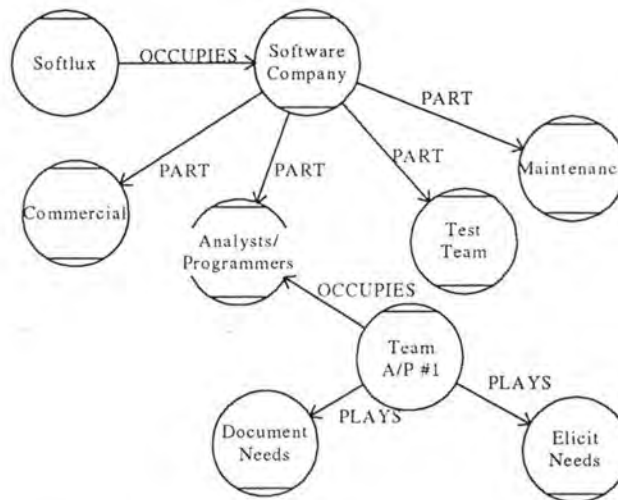 Softlux
OCCUPIES
Software
Company
PART
PART
PART
PART
Commercial
Analysts/
Programmers
Test
Team
Maintenanc
OCCUPIES
Team
A/P #1
PLAYS
PLAYS
Document
Needs
Elicit
Needs